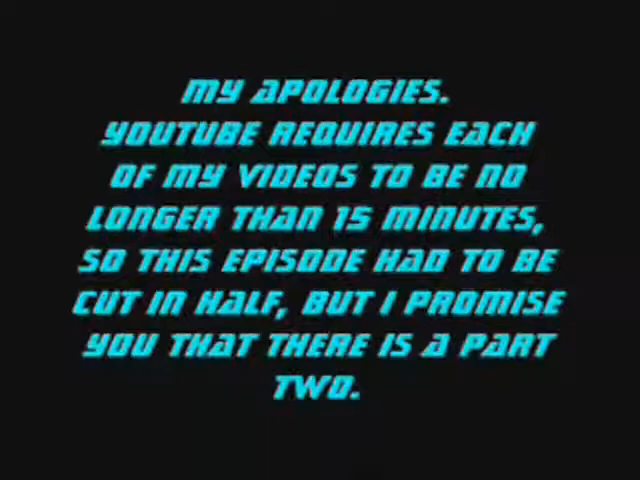 MY APOLOGIES.
YOUTUBE REQUIRES EACH
OF MY VIDEOS TO BE NO
LONGER THAN 15 MINUTES,
SO THIS EPISODE HAD TO BE
CUT IN HALF, BUT I PROMISE
YOU THAT THERE IS A PART
TWO.